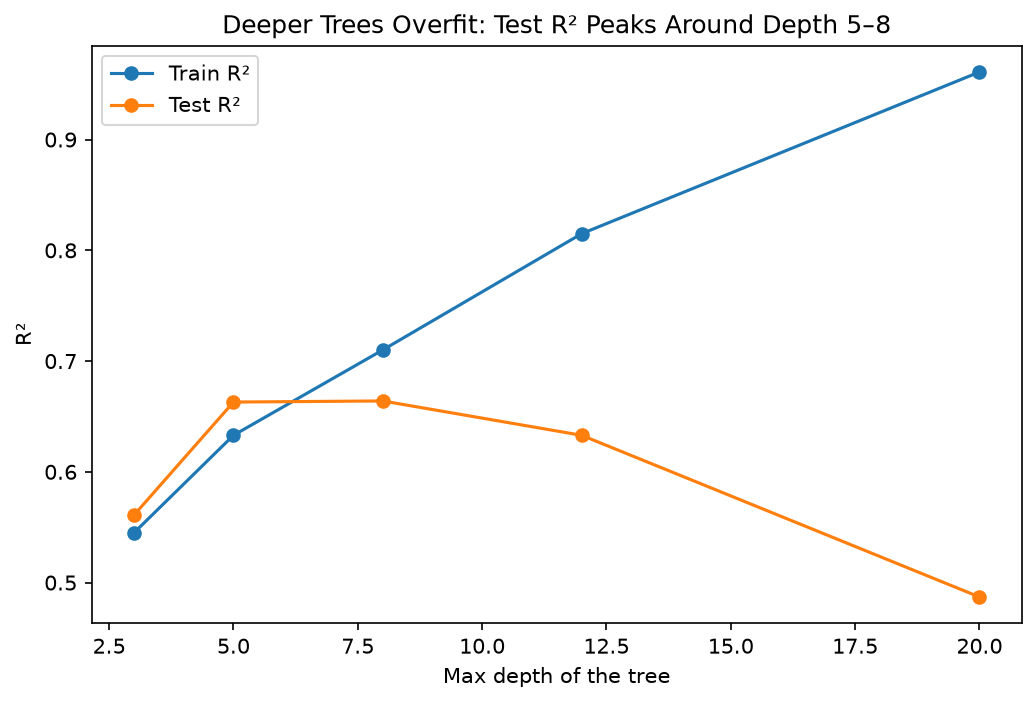 Deeper Trees Overfit: Test R² Peaks Around Depth 5–8
Train R²
Test R²
0.9
0.8
0.7
0.6
0.5
R²
2.5 5.0 7.5 10.0 12.5 15.0 17.5 20.0
Max depth of the tree